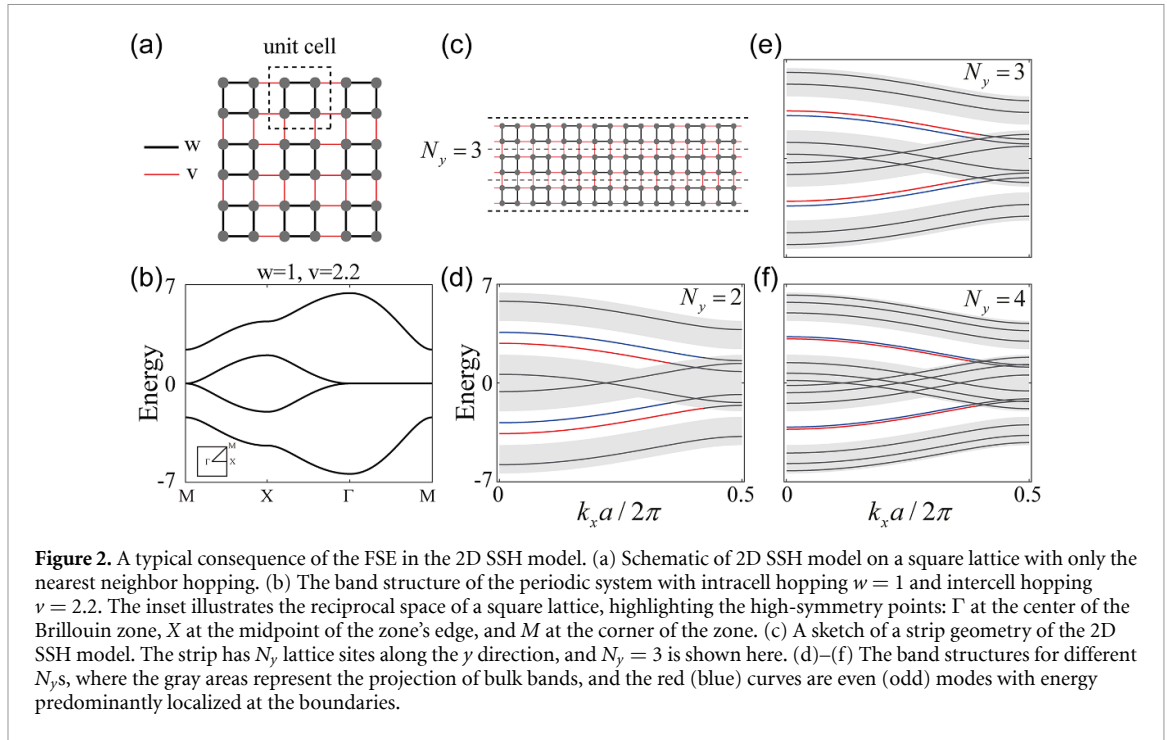 (a)
unit cell
w
v
(c)
N_y = 3
(e)
N_y = 3
(b)
w=1, v=2.2
7
0
-7
Energy
M
X
Γ
M
M
Γ
X
(d)
N_y = 2
7
0
-7
Energy
0
0.5
k_x a / 2π
(f)
N_y = 4
0
0.5
k_x a / 2π
Figure 2. A typical consequence of the FSE in the 2D SSH model. (a) Schematic of 2D SSH model on a square lattice with only the
nearest neighbor hopping. (b) The band structure of the periodic system with intracell hopping w = 1 and intercell hopping
v = 2.2. The inset illustrates the reciprocal space of a square lattice, highlighting the high-symmetry points: Γ at the center of the
Brillouin zone, X at the midpoint of the zone's edge, and M at the corner of the zone. (c) A sketch of a strip geometry of the 2D
SSH model. The strip has N_y lattice sites along the y direction, and N_y = 3 is shown here. (d)–(f) The band structures for different
N_ys, where the gray areas represent the projection of bulk bands, and the red (blue) curves are even (odd) modes with energy
predominantly localized at the boundaries.